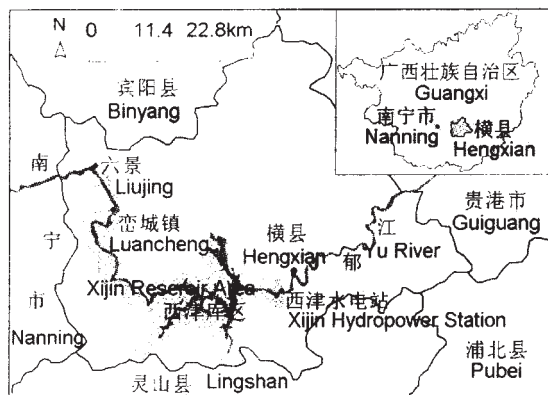 N 0 11.4 22.8km
宾阳县
Binyang
广西壮族自治区
Guangxi
南宁市
Nanning
横县
Hengxian
南
宁
市
Nanning
六景
Liujing
峦城镇
Luancheng
横县
Hengxian
郁
江
Yu River
贵港市
Guiguang
Xijin Reservoir Area
西津库区
西津水电站
Xijin Hydropower Station
浦北县
Pubei
灵山县 Lingshan